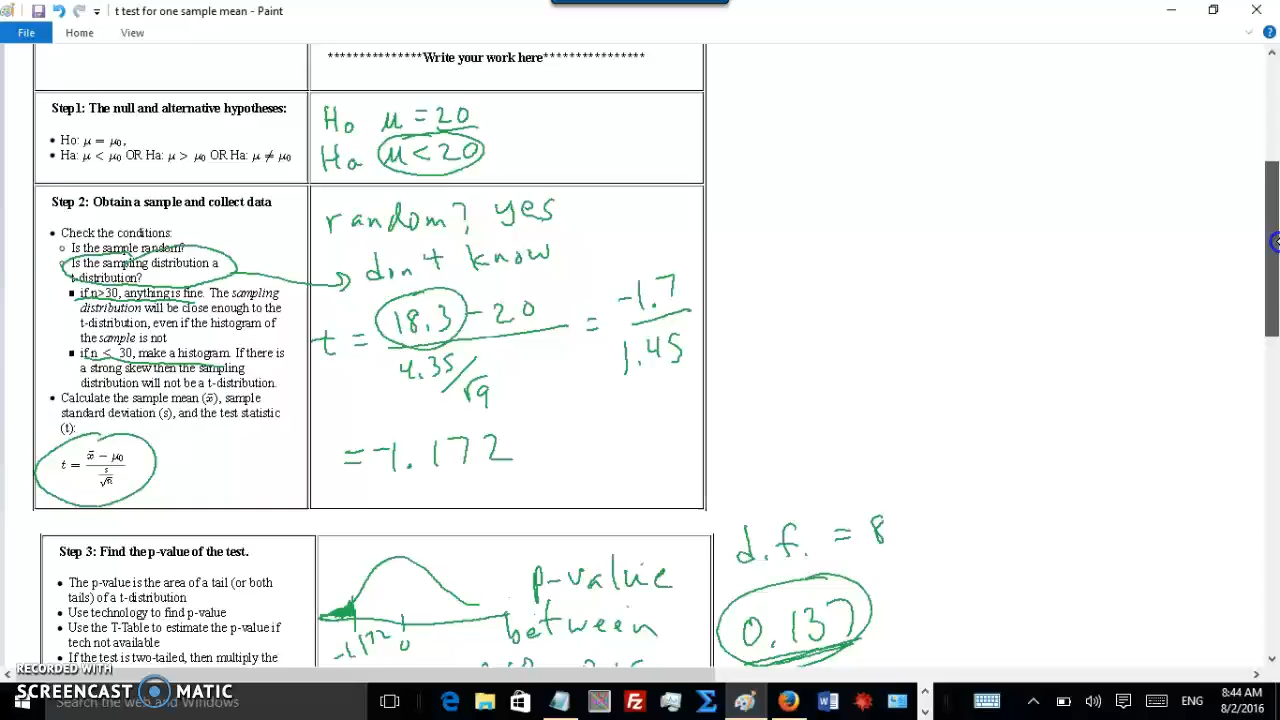 t test for one sample mean - Paint
File Home View
***************Write your work here***************
Step1: The null and alternative hypotheses:
Ho: μ = μ₀,
Ha: μ < μ₀ OR Ha: μ > μ₀ OR Ha: μ ≠ μ₀
Ho μ = 20
Ha μ < 20
Step 2: Obtain a sample and collect data
Check the conditions:
Is the sample random?
Is the sampling distribution a
t-distribution?
if n>30, anything is fine. The sampling
distribution will be close enough to the
t-distribution, even if the histogram of
the sample is not
if n < 30, make a histogram. If there is
a strong skew then the sampling
distribution will not be a t-distribution.
Calculate the sample mean (x̄), sample
standard deviation (s), and the test statistic
(t):
t = x̄ − μ₀ / s/√n
random? yes
don't know
t = 18.3 - 20 / 4.35/√9 = -1.7 / 1.45
= -1.172
Step 3: Find the p-value of the test.
The p-value is the area of a tail (or both
tails) of a t-distribution
Use technology to find p-value
Use the T-Table to estimate the p-value if
tech not available
If the test is two-tailed, then multiply the
-1.172 0
p-value
between
d.f. = 8
0.137
RECORDED WITH
SCREENCAST MATIC
Search the web and Windows
ENG
8:44 AM
8/2/2016